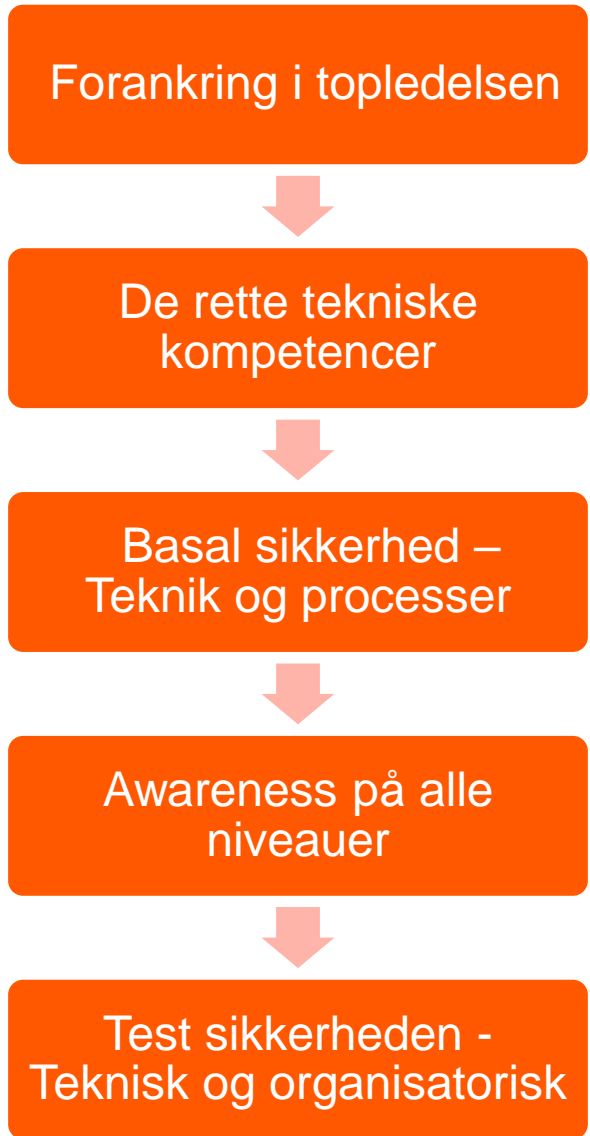 Forankring i topledelsen
De rette tekniske
kompetencer
Basal sikkerhed –
Teknik og processer
Awareness på alle
niveauer
Test sikkerheden -
Teknisk og organisatorisk